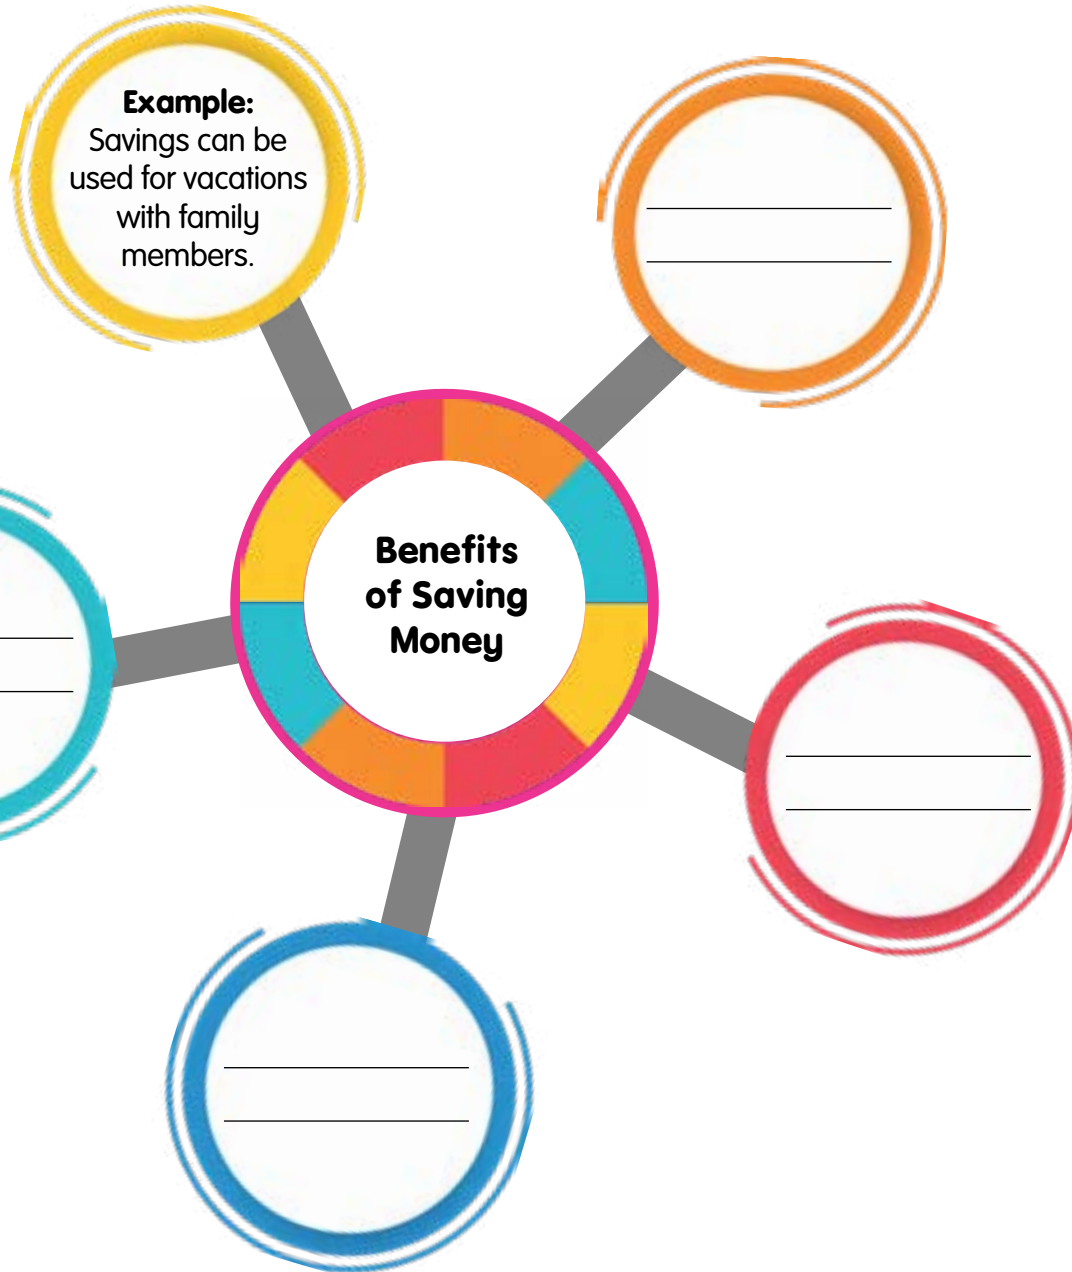 Example:
Savings can be
used for vacations
with family
members.
Benefits
of Saving
Money